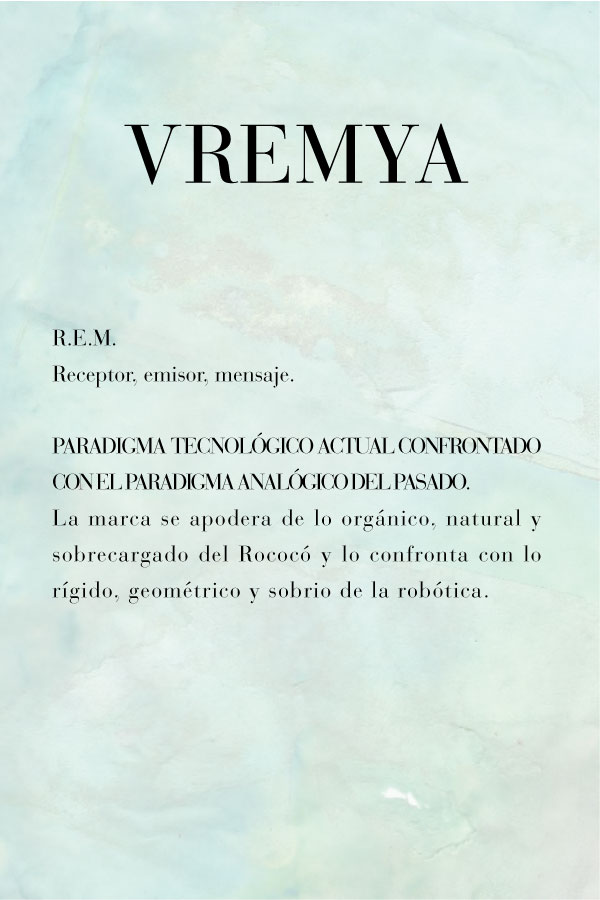 VREMYA
R.E.M.
Receptor, emisor, mensaje.
PARADIGMA TECNOLÓGICO ACTUAL CONFRONTADO
CON EL PARADIGMA ANALÓGICO DEL PASADO.
La marca se apodera de lo orgánico, natural y
sobrecargado del Rococó y lo confronta con lo
rígido, geométrico y sobrio de la robótica.